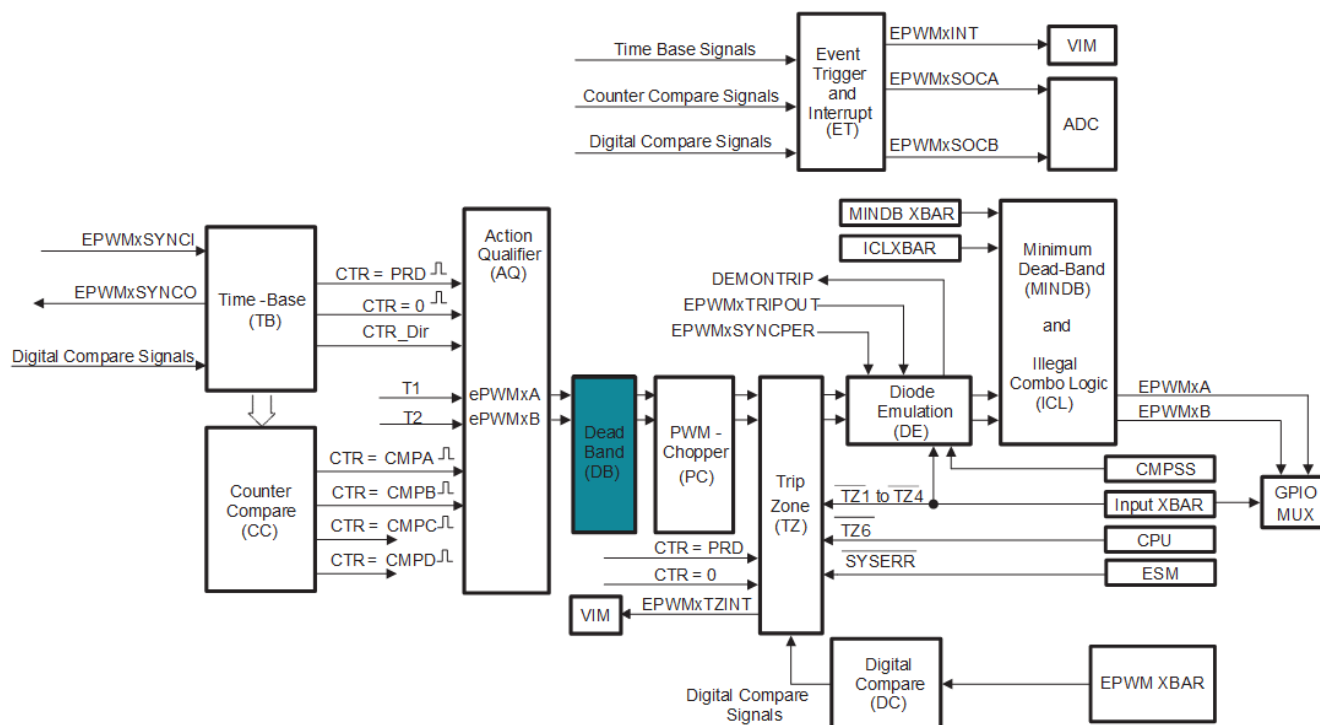 Time Base Signals
Counter Compare Signals
Digital Compare Signals
Event
Trigger
and
Interrupt
(ET)
EPWMxINT
EPWMxSOCA
EPWMxSOCB
VIM
ADC
EPWMxSYNCI
EPWMxSYNCO
Digital Compare Signals
Time -Base
(TB)
CTR = PRD
CTR = 0
CTR_Dir
T1
T2
Action
Qualifier
(AQ)
ePWMxA
ePWMxB
Counter
Compare
(CC)
CTR = CMPA
CTR = CMPB
CTR = CMPC
CTR = CMPD
Dead
Band
(DB)
PWM -
Chopper
(PC)
Trip
Zone
(TZ)
DEMONTRIP
EPWMxTRIPOUT
EPWMxSYNCPER
Diode
Emulation
(DE)
MINDB XBAR
ICLXBAR
Minimum
Dead-Band
(MINDB)
and
Illegal
Combo Logic
(ICL)
EPWMxA
EPWMxB
CMPSS
TZ1 to TZ4
Input XBAR
GPIO
MUX
TZ6
CPU
SYSERR
ESM
CTR = PRD
CTR = 0
VIM
EPWMxTZINT
Digital Compare
Signals
Digital
Compare
(DC)
EPWM XBAR